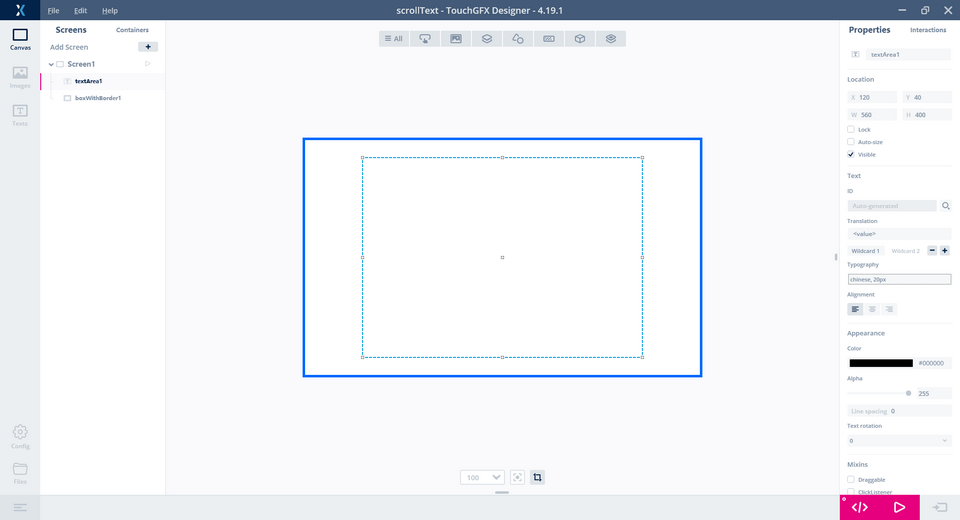 X File Edit Help scrollText - TouchGFX Designer - 4.19.1
Canvas
Images
T
Texts
Config
Files
Screens Containers
Add Screen +
Screen1
T textArea1
boxWithBorder1
All
100
Properties Interactions
T textArea1
Location
X 120 Y 40
W 560 H 400
Lock
Auto-size
Visible
Text
ID
Auto-generated
Translation
<value>
Wildcard 1 Wildcard 2 - +
Typography
chinese, 20px
Alignment
Appearance
Color
#000000
Alpha
255
Line spacing 0
Text rotation
0
Mixins
Draggable
ClickListener
</>